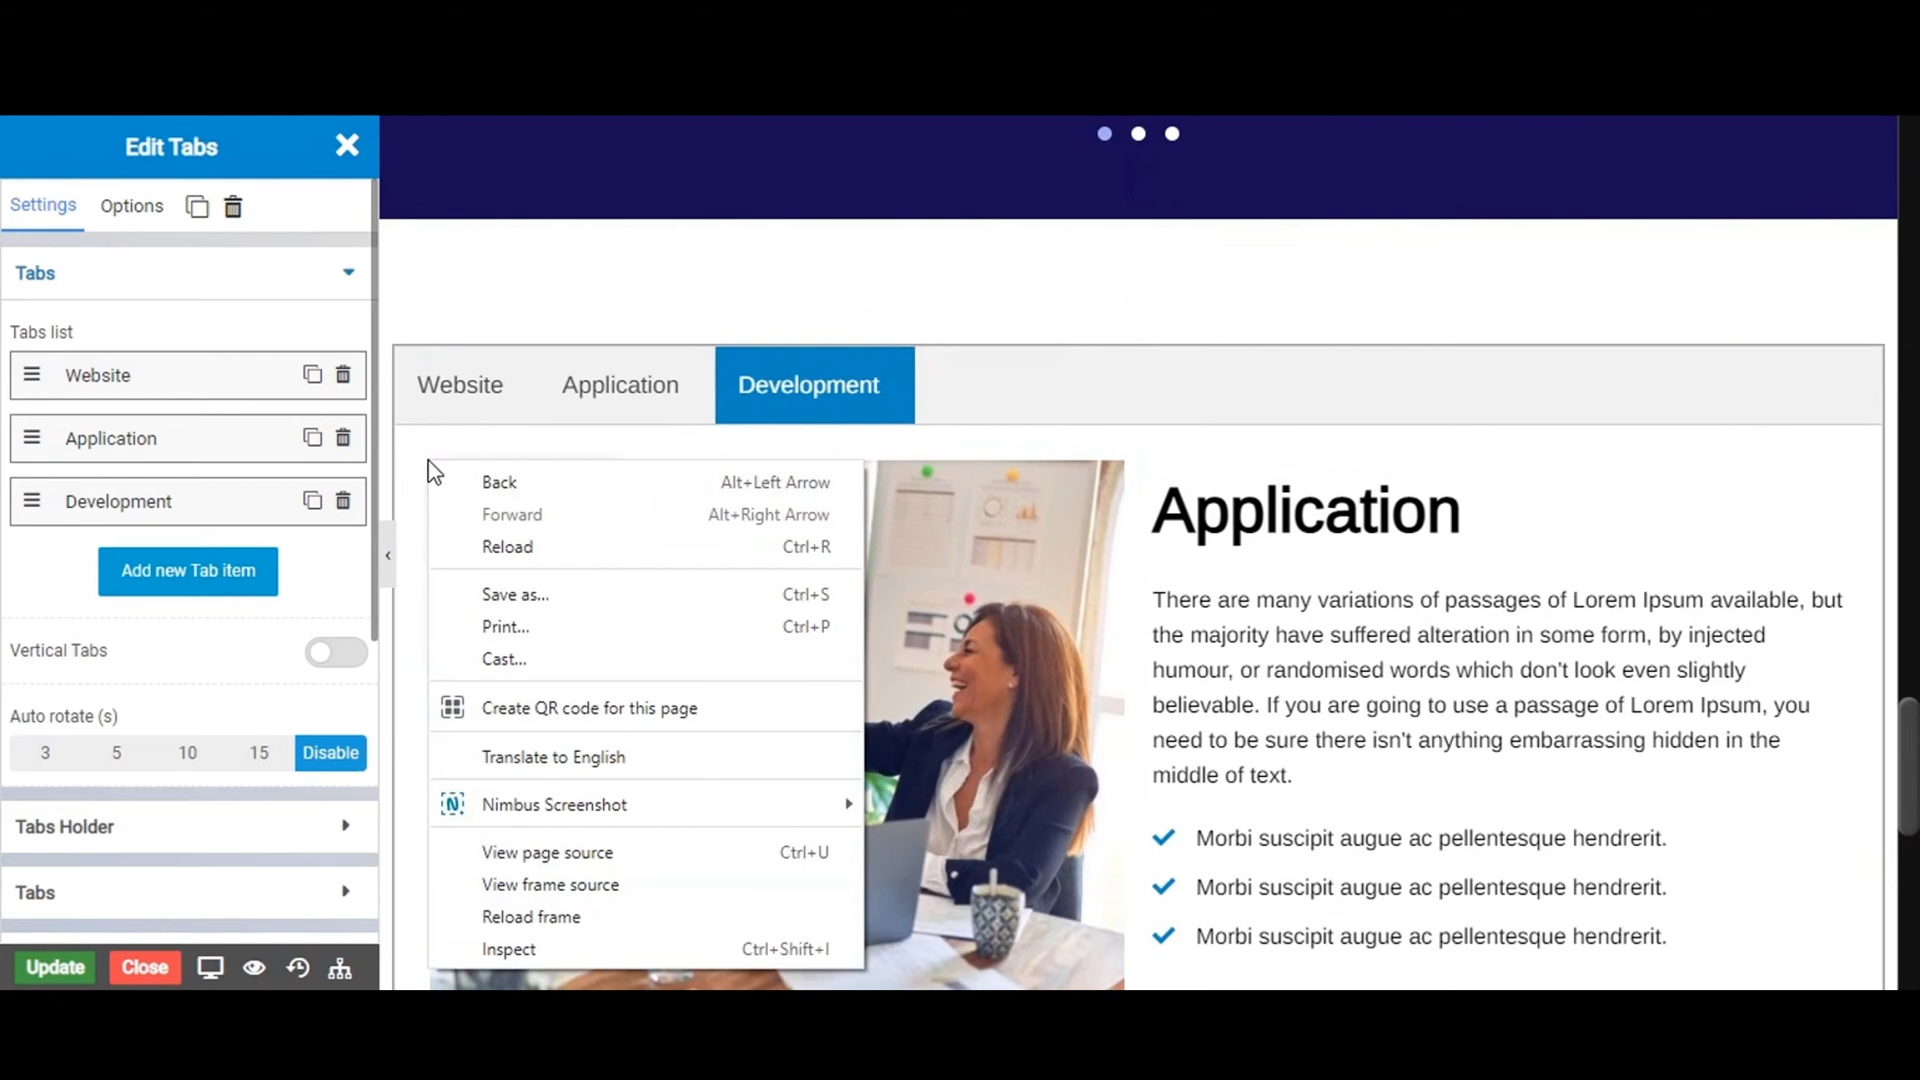 Edit Tabs
Settings
Options
Tabs
Tabs list
Website
Application
Development
Add new Tab item
Vertical Tabs
Auto rotate (s)
3 5 10 15 Disable
Tabs Holder
Tabs
Update
Close
Website
Application
Development
Back Alt+Left Arrow
Forward Alt+Right Arrow
Reload Ctrl+R
Save as... Ctrl+S
Print... Ctrl+P
Cast...
Create QR code for this page
Translate to English
Nimbus Screenshot
View page source Ctrl+U
View frame source
Reload frame
Inspect Ctrl+Shift+I
Application
There are many variations of passages of Lorem Ipsum available, but
the majority have suffered alteration in some form, by injected
humour, or randomised words which don't look even slightly
believable. If you are going to use a passage of Lorem Ipsum, you
need to be sure there isn't anything embarrassing hidden in the
middle of text.
Morbi suscipit augue ac pellentesque hendrerit.
Morbi suscipit augue ac pellentesque hendrerit.
Morbi suscipit augue ac pellentesque hendrerit.